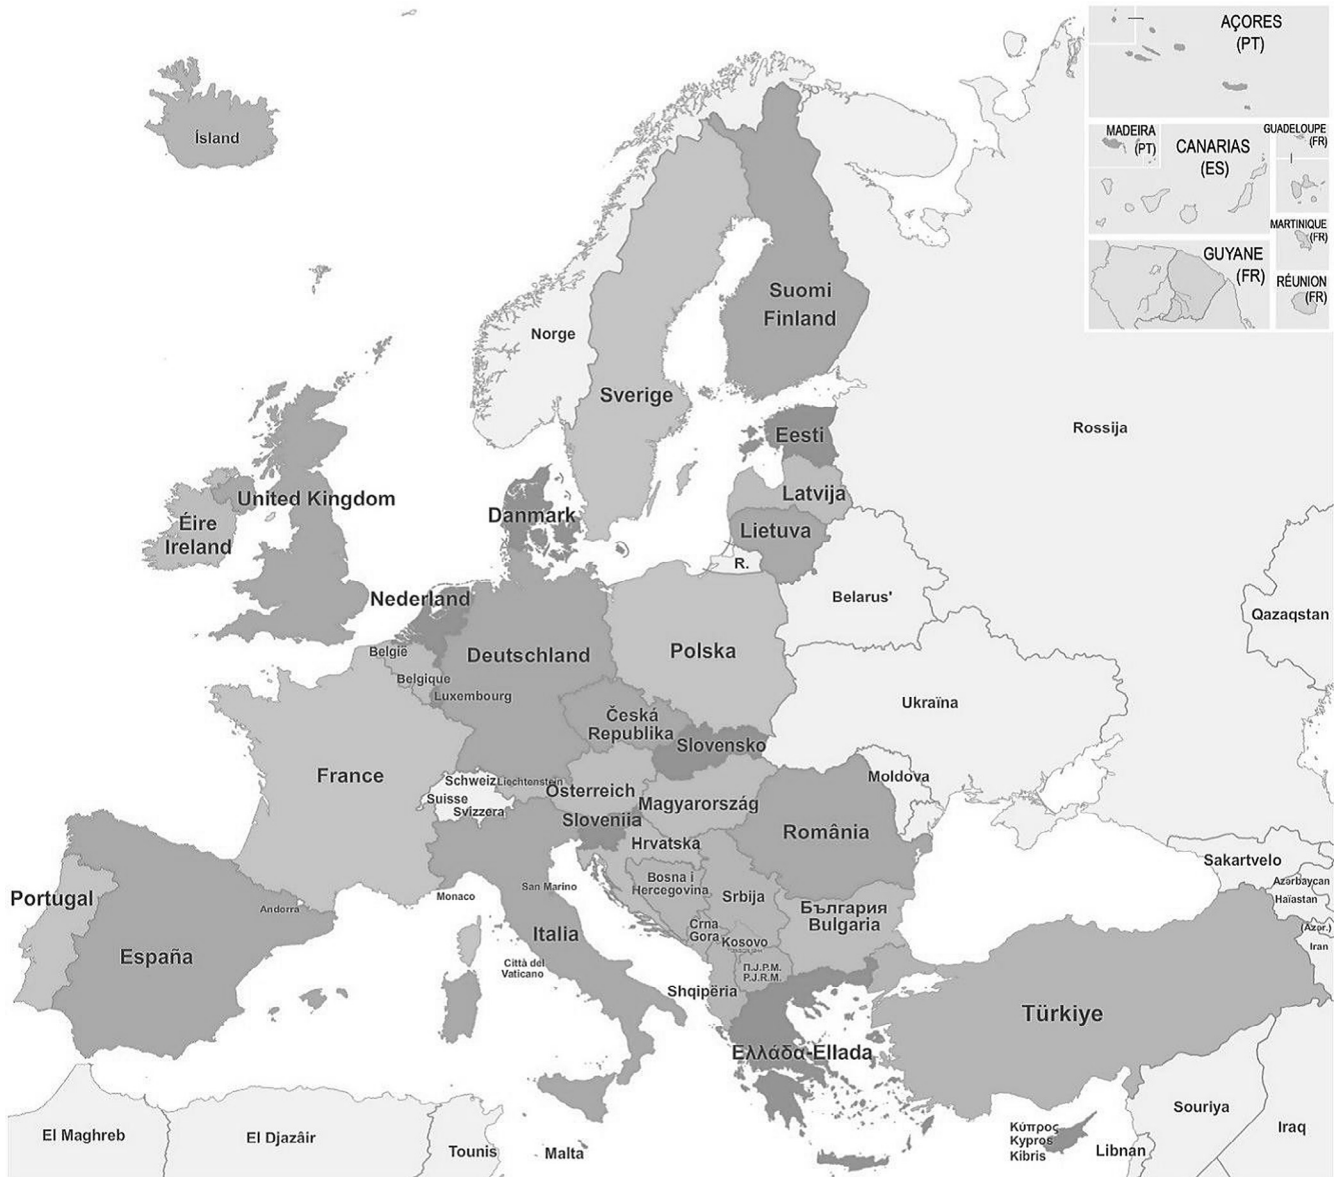 AÇORES
(PT)
MADEIRA
(PT)
CANARIAS
(ES)
GUADELOUPE
(FR)
MARTINIQUE
(FR)
GUYANE
(FR)
RÉUNION
(FR)
Ísland
Suomi
Finland
Norge
Sverige
Rossija
Eesti
Latvija
United Kingdom
Danmark
Éire
Ireland
Lietuva
R.
Nederland
Belarus'
Qazaqstan
België
Deutschland
Polska
Belgique
Luxembourg
Ukraïna
Česká
Republika
Slovensko
France
Schweiz
Liechtenstein
Österreich
Moldova
Suisse
Svizzera
Magyarország
Slovenija
România
Hrvatska
Sakartvelo
Bosna i
Hercegovina
Azərbaycan
Portugal
Monaco
San Marino
Srbija
България
Bulgaria
Haïastan
Andorra
Crna
Gora
Kosovo
(Azər.)
Iran
España
Italia
Città del
Vaticano
П.Ј.Р.М.
P.J.R.M.
Shqipëria
Türkiye
Ελλάδα-Ellada
El Maghreb
El Djazâir
Tounis
Malta
Κύπρος
Kypros
Kibris
Libnan
Souriya
Iraq